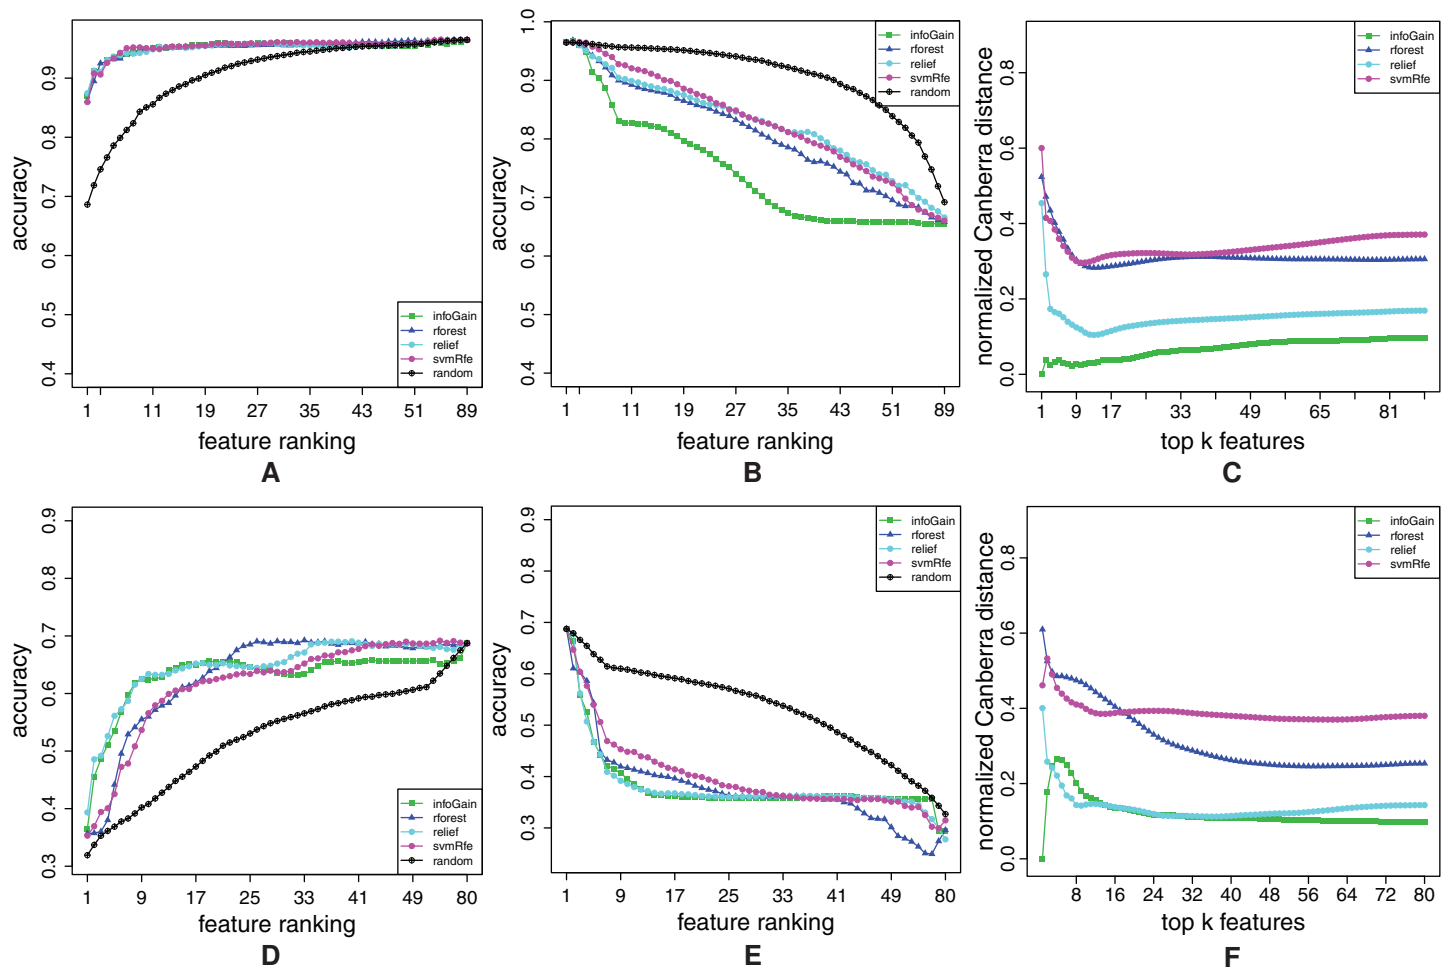 0.4 0.5 0.6 0.7 0.9
accuracy
infoGain
rforest
relief
svmRfe
random
1 11 19 27 35 43 51 89
feature ranking
A
0.4 0.5 0.6 0.7 0.8 0.9 1.0
accuracy
infoGain
rforest
relief
svmRfe
random
1 11 19 27 35 43 51 89
feature ranking
B
0.0 0.2 0.4 0.6 0.8
normalized Canberra distance
infoGain
rforest
relief
svmRfe
1 9 17 33 49 65 81
top k features
C
0.3 0.4 0.5 0.6 0.7 0.8 0.9
accuracy
infoGain
rforest
relief
svmRfe
random
1 9 17 25 33 41 49 80
feature ranking
D
0.3 0.4 0.5 0.6 0.7 0.8 0.9
accuracy
infoGain
rforest
relief
svmRfe
random
1 9 17 25 33 41 49 80
feature ranking
E
0.0 0.2 0.4 0.6 0.8
normalized Canberra distance
infoGain
rforest
relief
svmRfe
8 16 24 32 40 48 56 64 72 80
top k features
F